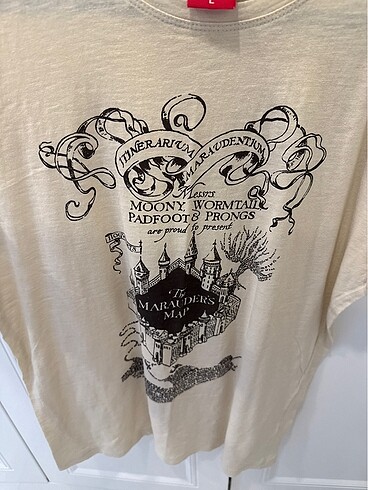 L
ITINERARIUM MARAUDENTIUM
Messrs
MOONY, WORMTAIL,
PADFOOT & PRONGS
are proud to present
The
MARAUDER'S
MAP